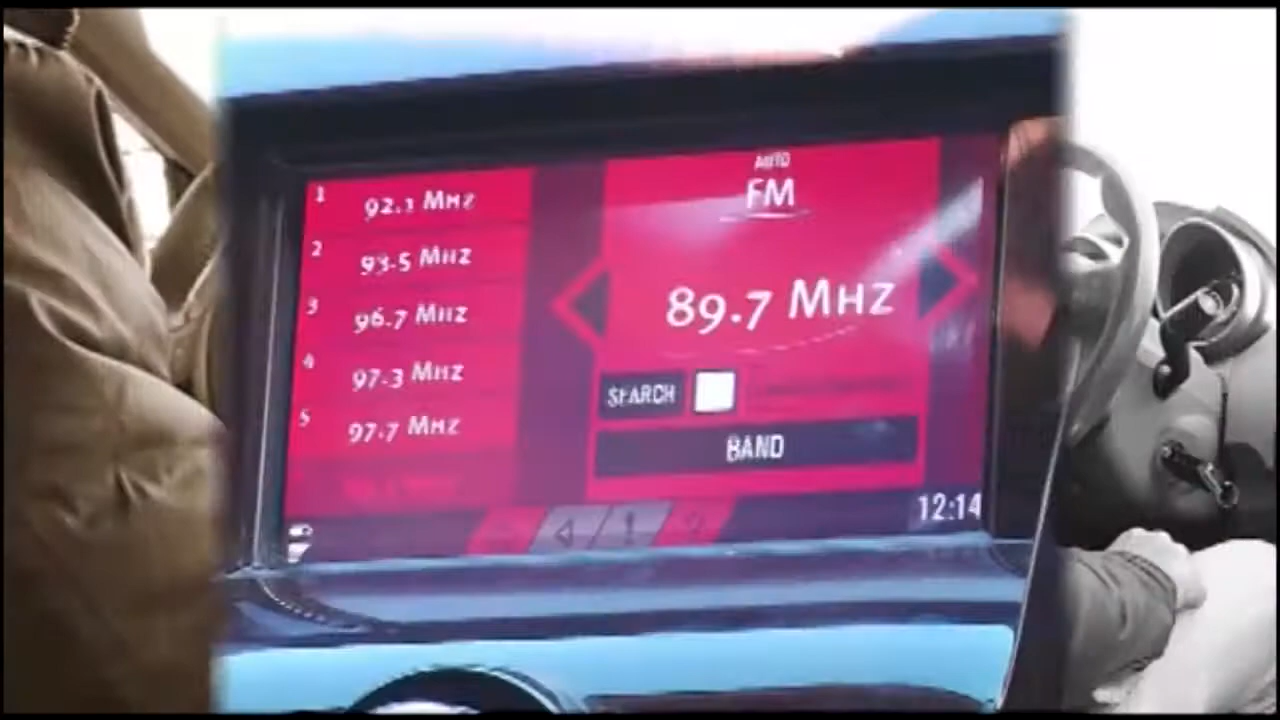 1 92.1 MHZ
2 93.5 MHZ
3 96.7 MHZ
4 97.3 MHZ
5 97.7 MHZ
AUTO
FM
89.7 MHZ
SEARCH
BAND
12:14